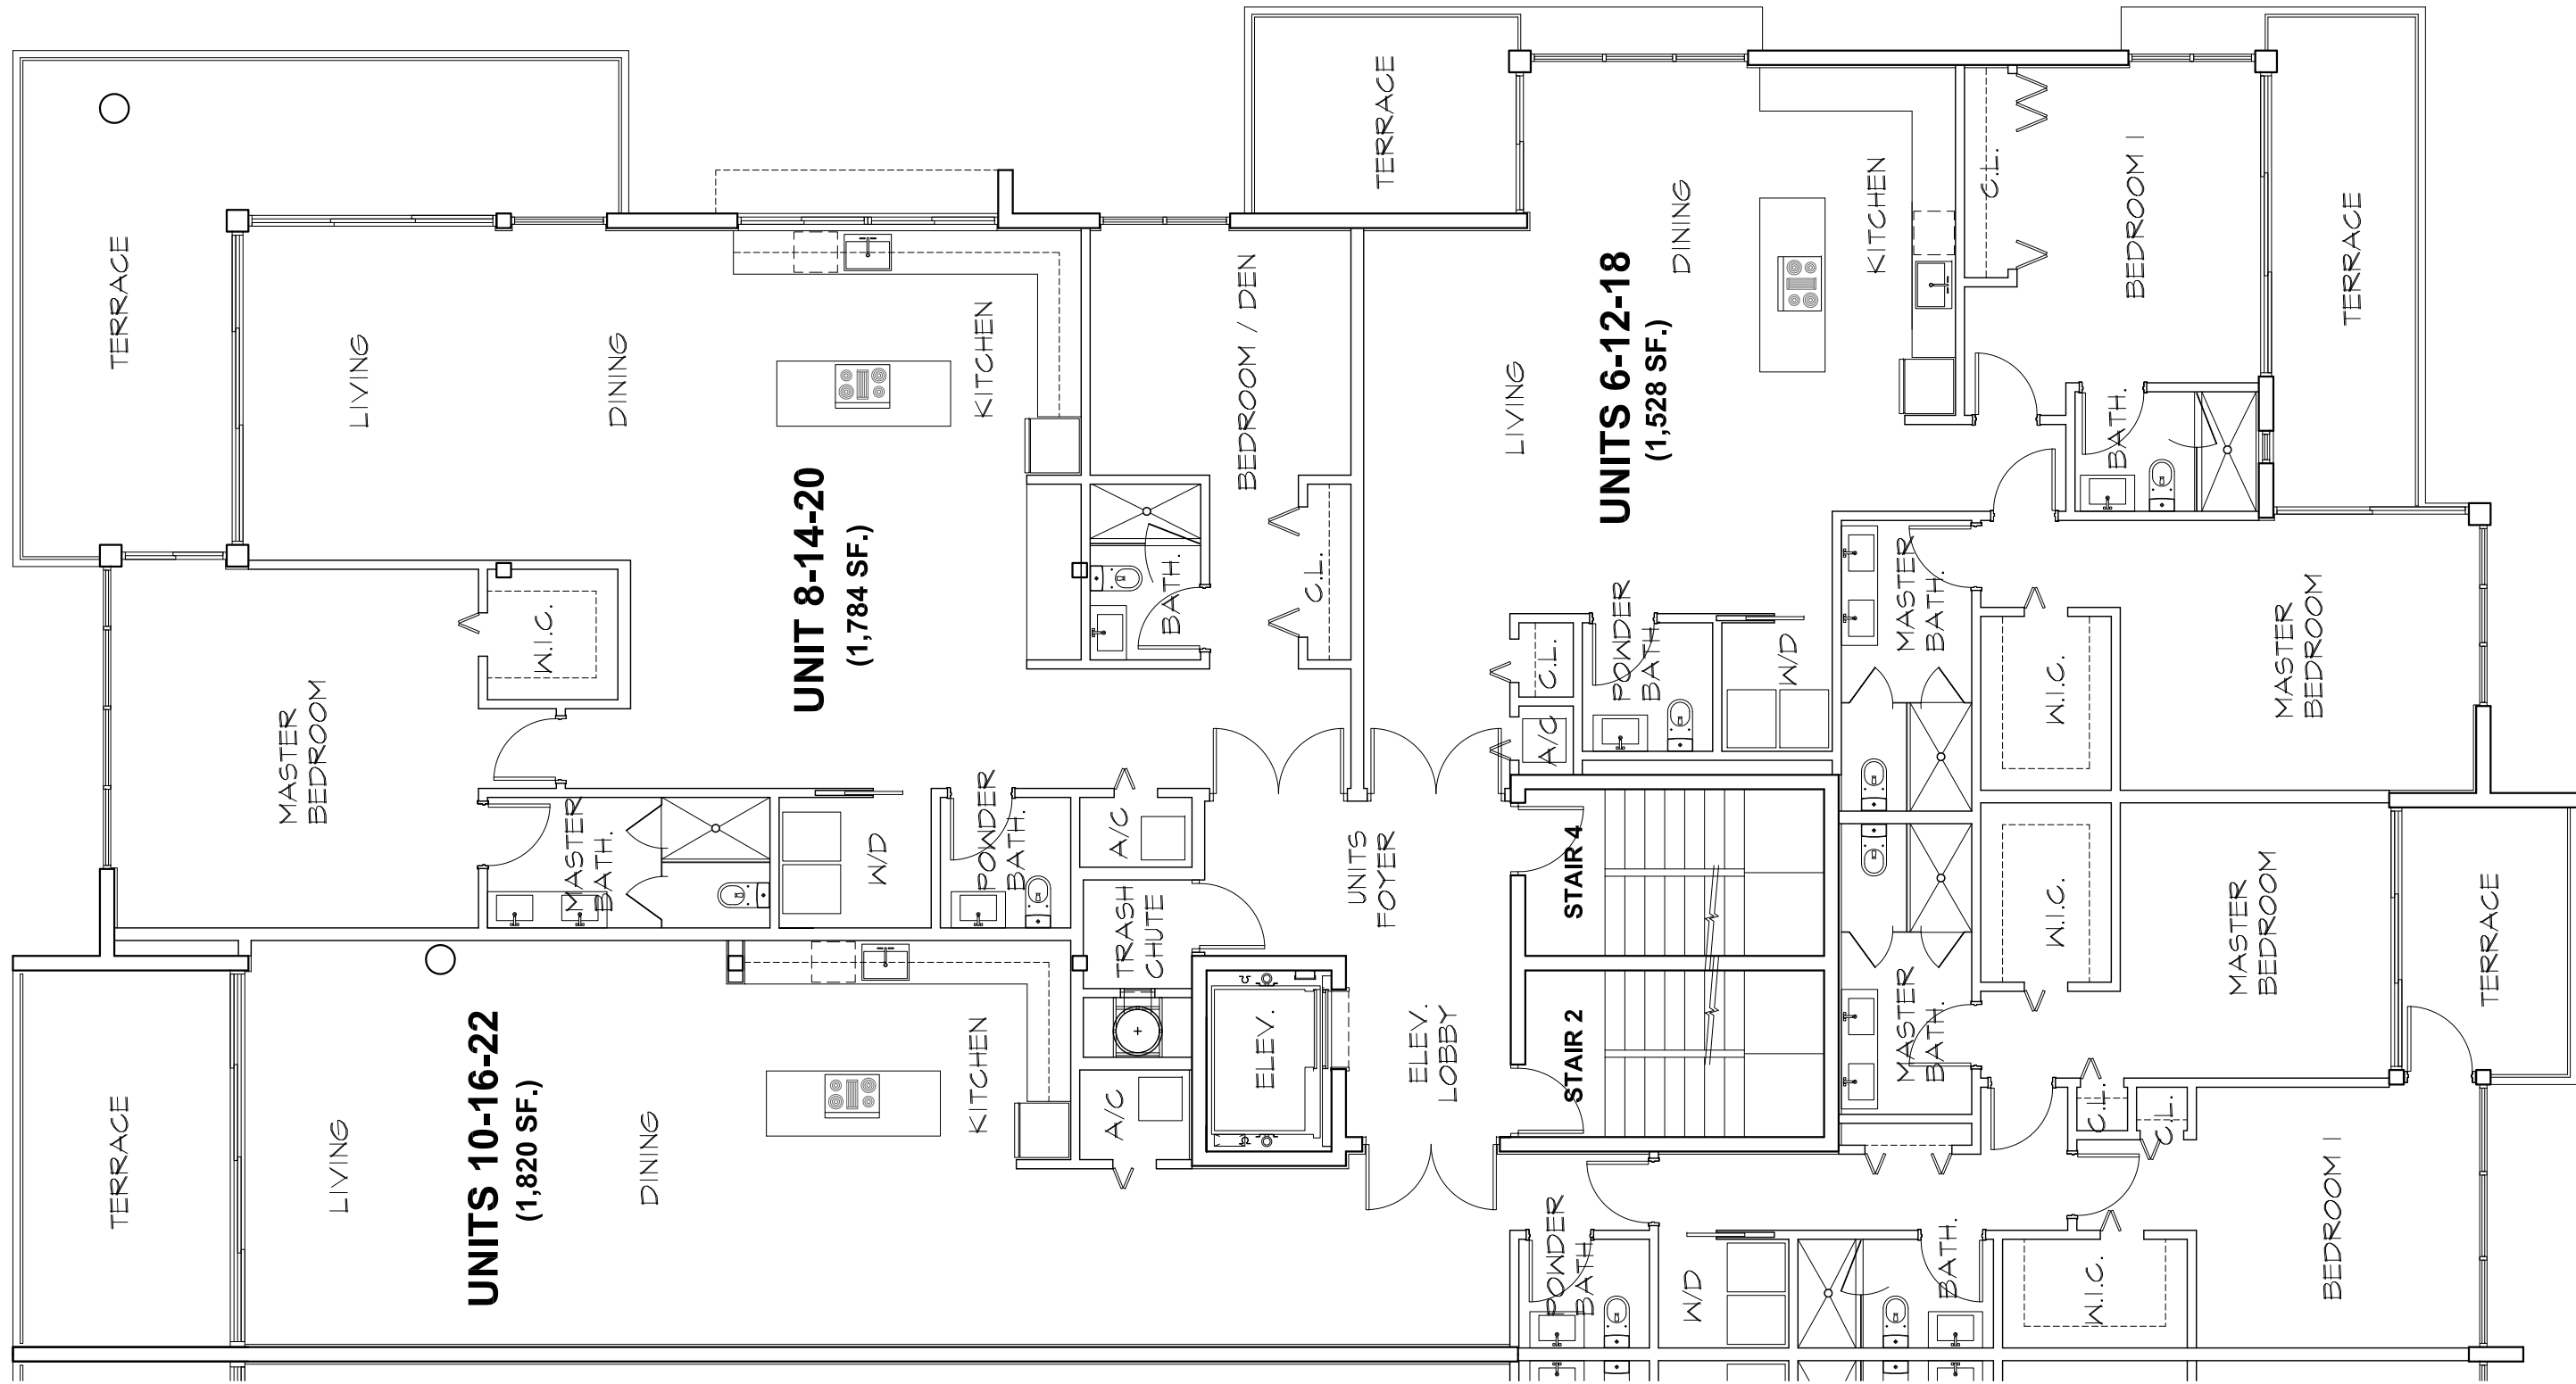 TERRACE
LIVING
DINING
KITCHEN
BEDROOM / DEN
UNIT 8-14-20
(1,784 SF.)
MASTER
BEDROOM
W.I.C.
BATH.
C.L.
MASTER
BATH.
W/D
POWDER
BATH.
A/C
TRASH
CHUTE
TERRACE
LIVING
DINING
KITCHEN
C.L.
BEDROOM 1
TERRACE
UNITS 6-12-18
(1,528 SF.)
BATH.
MASTER
BATH.
C.L.
POWDER
BATH
W/D
A/C
W.I.C.
MASTER
BEDROOM
UNITS
FOYER
STAIR 4
STAIR 2
ELEV.
ELEV.
LOBBY
TERRACE
LIVING
DINING
KITCHEN
UNITS 10-16-22
(1,820 SF.)
A/C
W.I.C.
MASTER
BEDROOM
TERRACE
MASTER
BATH.
C.L.
C.L.
POWDER
BATH
W/D
BATH.
W.I.C.
BEDROOM 1